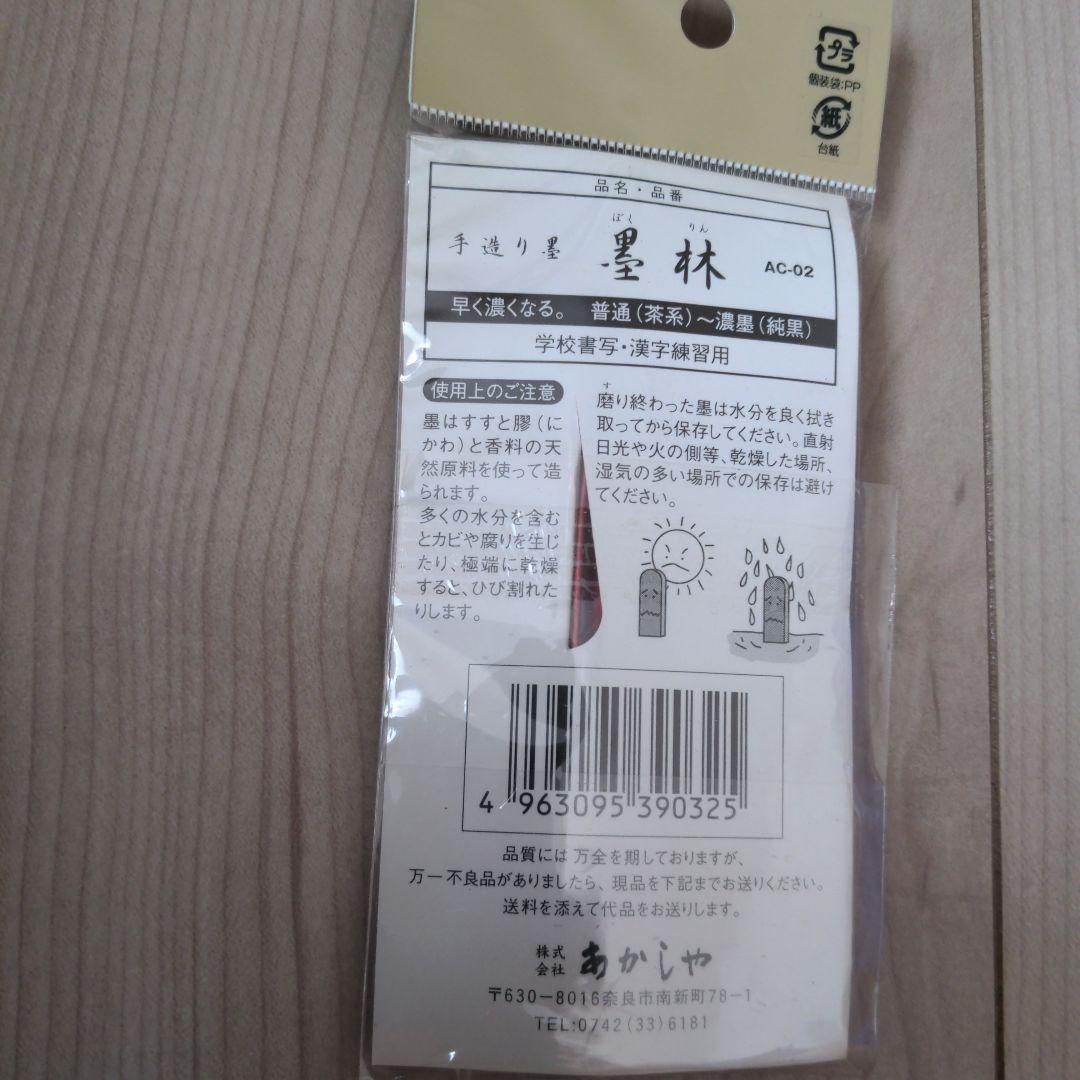 プラ
個装袋:PP
紙
台紙
品名・品番
ぼく りん
手造り墨 墨林 AC-02
早く濃くなる。 普通(茶系)〜濃墨(純黒)
学校書写・漢字練習用
使用上のご注意
墨はすすと膠(に
かわ)と香料の天
然原料を使って造
られます。
多くの水分を含む
とカビや腐りを生じ
たり、極端に乾燥
すると、ひび割れた
りします。
す
磨り終わった墨は水分を良く拭き
取ってから保存してください。直射
日光や火の側等、乾燥した場所、
湿気の多い場所での保存は避け
てください。
4 963095 390325
品質には万全を期しておりますが、
万一不良品がありましたら、現品を下記までお送りください。
送料を添えて代品をお送りします。
株式会社 あかしや
〒630-8016奈良市南新町78-1
TEL:0742(33)6181